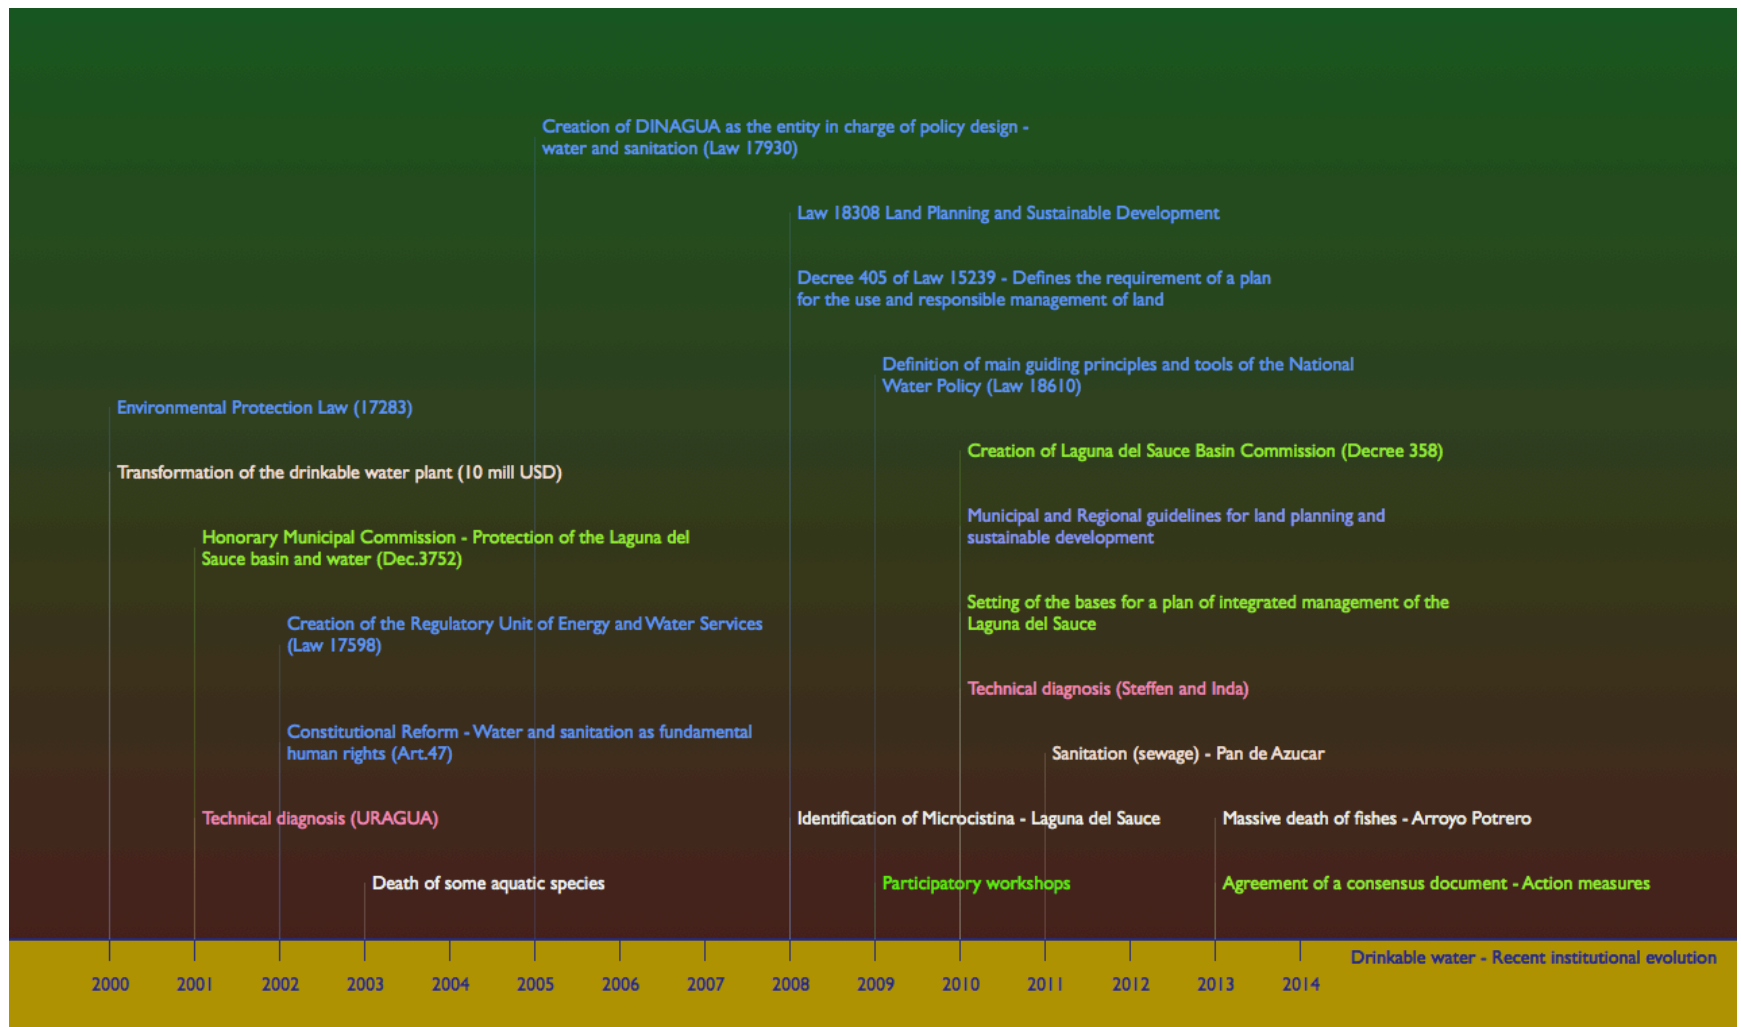 Creation of DINAGUA as the entity in charge of policy design -
water and sanitation (Law 17930)
Law 18308 Land Planning and Sustainable Development
Decree 405 of Law 15239 - Defines the requirement of a plan
for the use and responsible management of land
Definition of main guiding principles and tools of the National
Water Policy (Law 18610)
Environmental Protection Law (17283)
Creation of Laguna del Sauce Basin Commission (Decree 358)
Transformation of the drinkable water plant (10 mill USD)
Municipal and Regional guidelines for land planning and
sustainable development
Honorary Municipal Commission - Protection of the Laguna del
Sauce basin and water (Dec.3752)
Setting of the bases for a plan of integrated management of the
Laguna del Sauce
Creation of the Regulatory Unit of Energy and Water Services
(Law 17598)
Technical diagnosis (Steffen and Inda)
Constitutional Reform - Water and sanitation as fundamental
human rights (Art.47)
Sanitation (sewage) - Pan de Azucar
Technical diagnosis (URAGUA)
Identification of Microcistina - Laguna del Sauce
Massive death of fishes - Arroyo Potrero
Death of some aquatic species
Participatory workshops
Agreement of a consensus document - Action measures
Drinkable water - Recent institutional evolution
2000 2001 2002 2003 2004 2005 2006 2007 2008 2009 2010 2011 2012 2013 2014